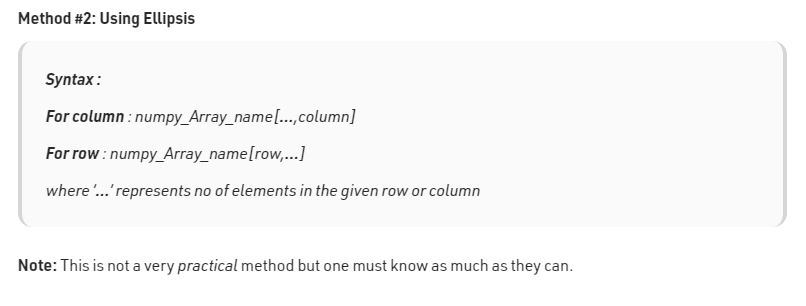 Method #2: Using Ellipsis
Syntax :
For column : numpy_Array_name[…,column]
For row : numpy_Array_name[row,…]
where '…' represents no of elements in the given row or column
Note: This is not a very practical method but one must know as much as they can.